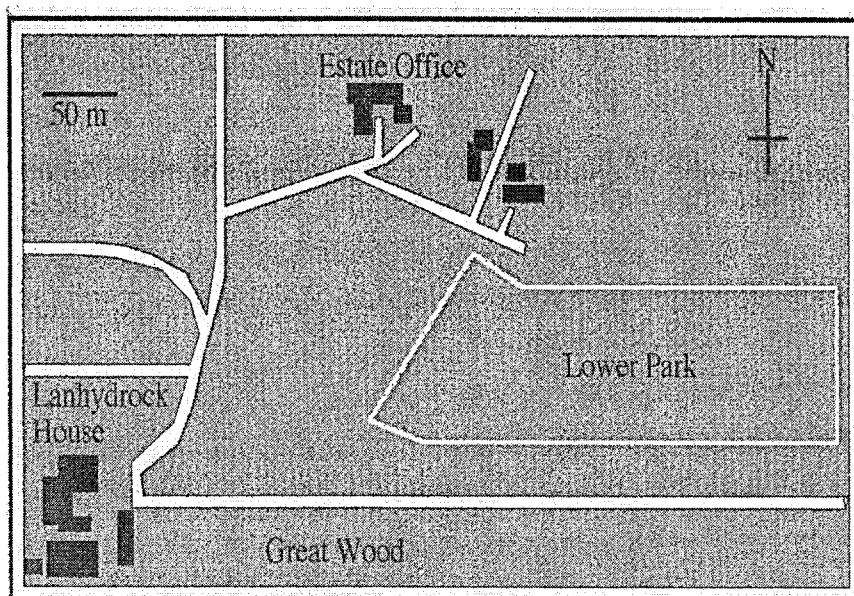 Estate Office
N
50 m
Lower Park
Lanhydrock
House
Great Wood